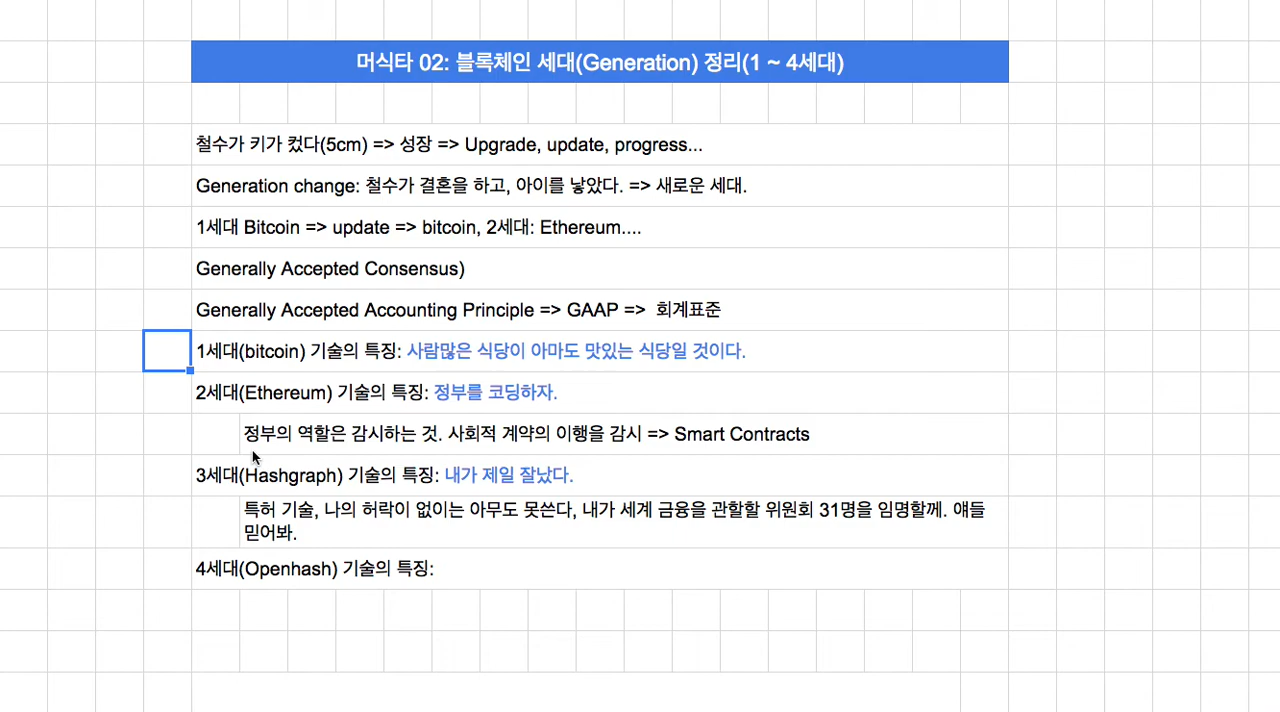 머식타 02: 블록체인 세대(Generation) 정리(1 ~ 4세대)
철수가 키가 컸다(5cm) => 성장 => Upgrade, update, progress...
Generation change: 철수가 결혼을 하고, 아이를 낳았다. => 새로운 세대.
1세대 Bitcoin => update => bitcoin, 2세대: Ethereum....
Generally Accepted Consensus)
Generally Accepted Accounting Principle => GAAP => 회계표준
1세대(bitcoin) 기술의 특징: 사람많은 식당이 아마도 맛있는 식당일 것이다.
2세대(Ethereum) 기술의 특징: 정부를 코딩하자.
정부의 역할은 감시하는 것. 사회적 계약의 이행을 감시 => Smart Contracts
3세대(Hashgraph) 기술의 특징: 내가 제일 잘났다.
특허 기술, 나의 허락이 없이는 아무도 못쓴다, 내가 세계 금융을 관할할 위원회 31명을 임명할께. 얘들
믿어봐.
4세대(Openhash) 기술의 특징: